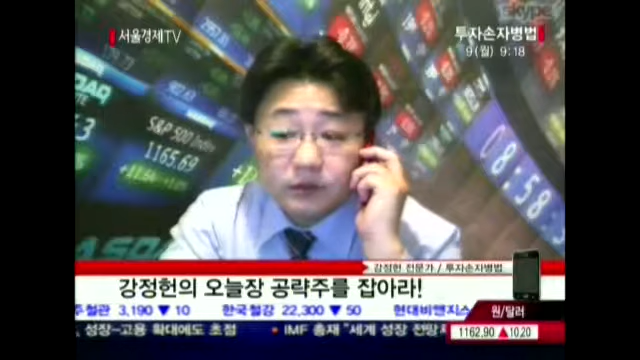 서울경제TV
skype
투자손자병법
9(월) 9:18
S&P 500 Index
1165.69
08:58
강정헌 전문가 / 투자손자병법
강정헌의 오늘장 공략주를 잡아라!
주철관 3,190 ▼ 10 한국철강 22,300 ▼ 50 현대비앤지스
원/달러
성장-고용 확대에도 초점 • IMF 총재 "세계 성장 전망
1162.90 ▲ 10.20